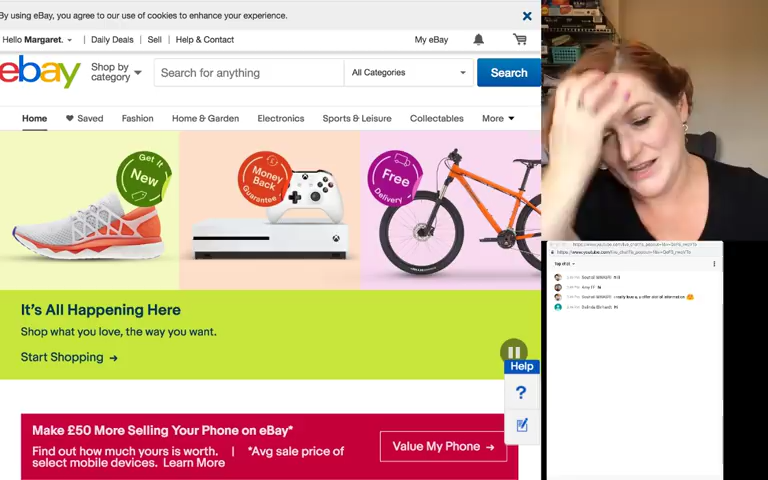 By using eBay, you agree to our use of cookies to enhance your experience.
Hello Margaret. Daily Deals | Sell | Help & Contact My eBay
ebay
Shop by category
Search for anything
All Categories
Search
Home Saved Fashion Home & Garden Electronics Sports & Leisure Collectables More
Get It New
Money Back Guarantee
Free Delivery
It's All Happening Here
Shop what you love, the way you want.
Start Shopping →
Help
?
Make £50 More Selling Your Phone on eBay*
Find out how much yours is worth. | *Avg sale price of
select mobile devices. Learn More
Value My Phone →
Top chat